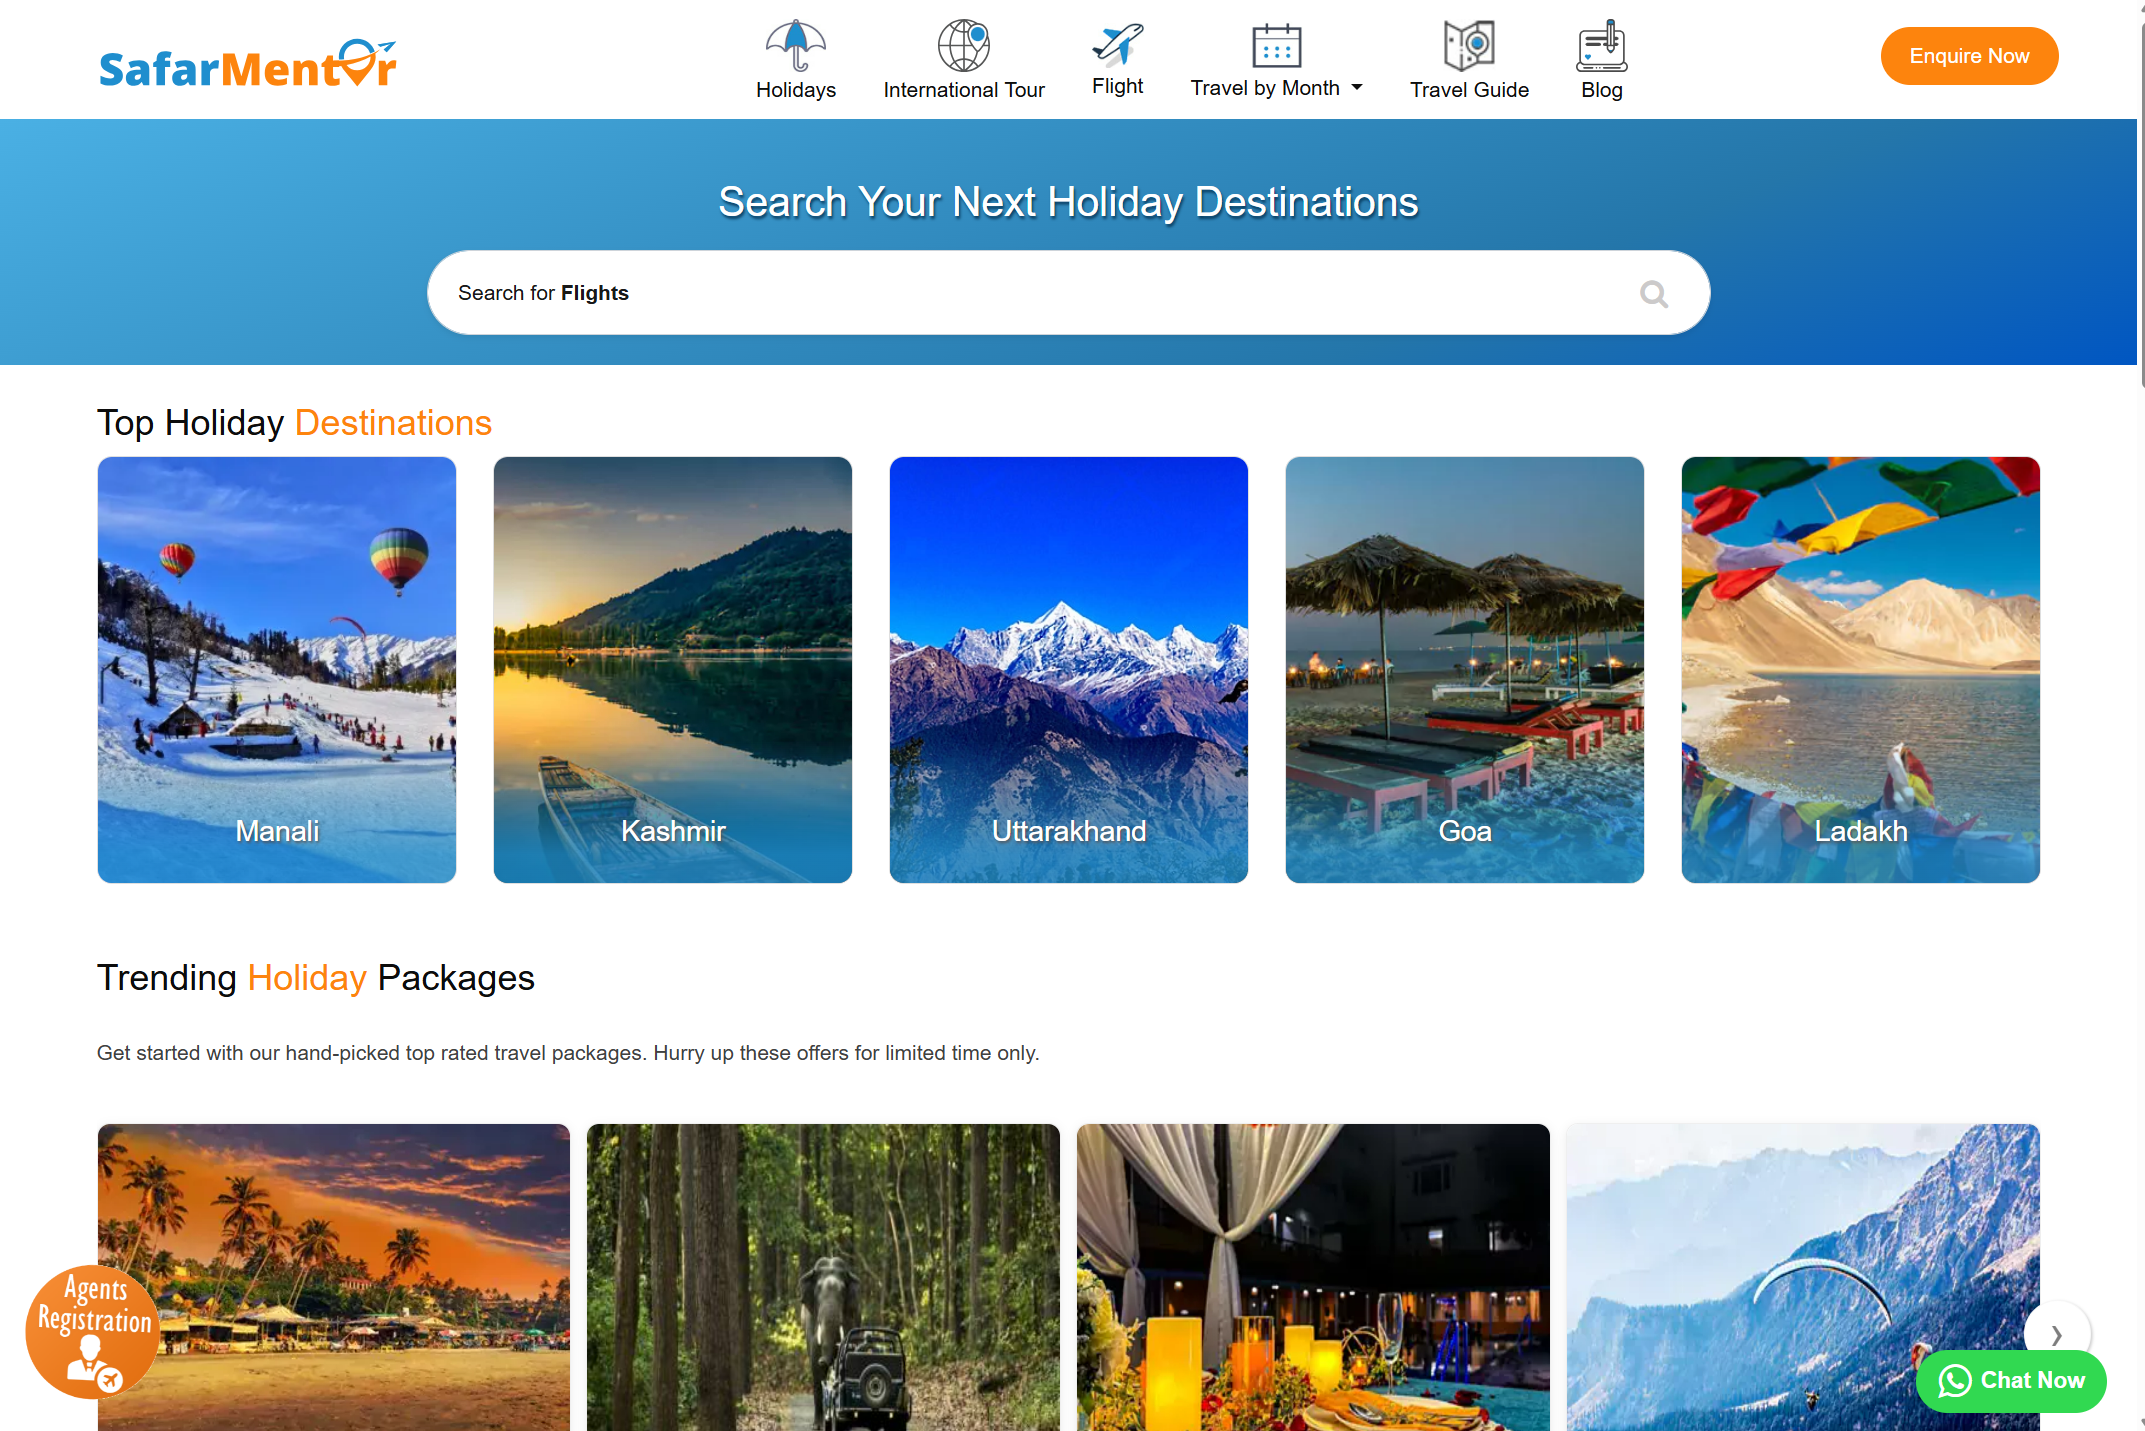 SafarMentor
Holidays
International Tour
Flight
Travel by Month
Travel Guide
Blog
Enquire Now
Search Your Next Holiday Destinations
Search for Flights
Top Holiday Destinations
Manali
Kashmir
Uttarakhand
Goa
Ladakh
Trending Holiday Packages
Get started with our hand-picked top rated travel packages. Hurry up these offers for limited time only.
Agents
Registration
Chat Now